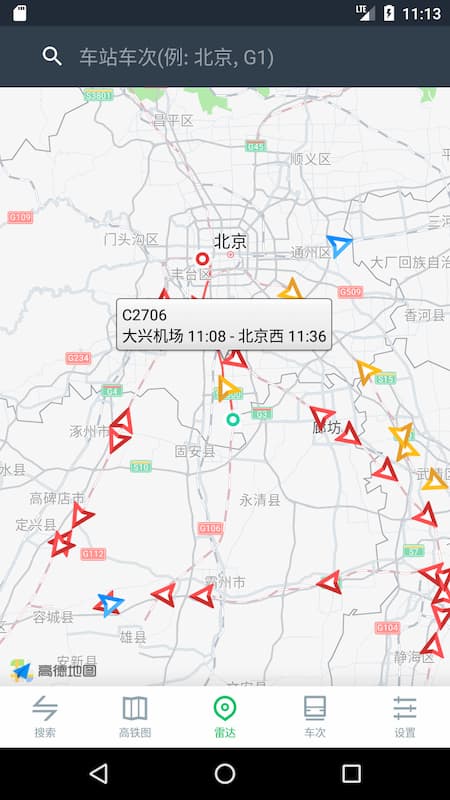 LTE 11:13
车站车次(例: 北京, G1)
S3801
昌平区
G45
顺义区
G109
门头沟区
北京
通州区
三河
大厂回族自治
丰台区
G509
香河县
C2706
大兴机场 11:08 - 北京西 11:36
G234
S15
G4
G3
涿州市
廊坊
固安县
S10
武清区
高碑店市
永清县
定兴县
G106
G112
S7
霸州市
容城县
雄县
G104
静海区
安新县
高德地图
搜索
高铁图
雷达
车次
设置